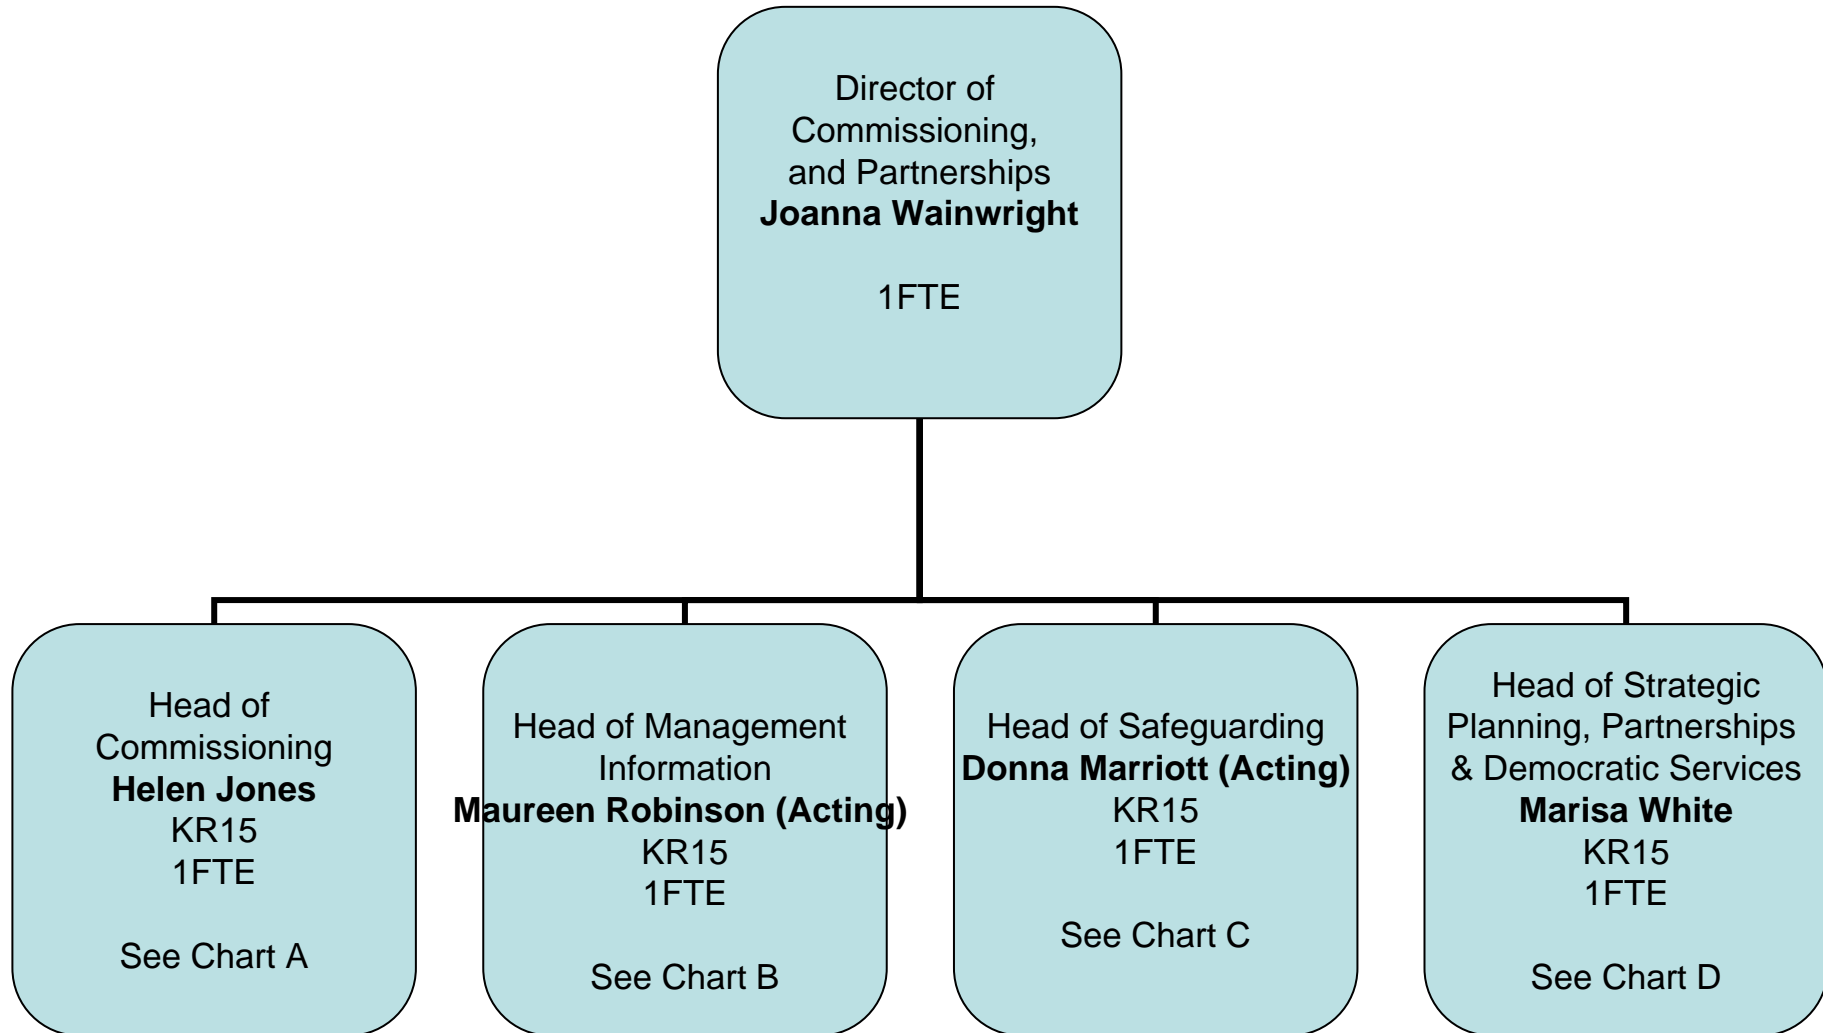 Director of
Commissioning,
and Partnerships
Joanna Wainwright
1FTE
Head of
Commissioning
Helen Jones
KR15
1FTE
See Chart A
Head of Management
Information
Maureen Robinson (Acting)
KR15
1FTE
See Chart B
Head of Safeguarding
Donna Marriott (Acting)
KR15
1FTE
See Chart C
Head of Strategic
Planning, Partnerships
& Democratic Services
Marisa White
KR15
1FTE
See Chart D